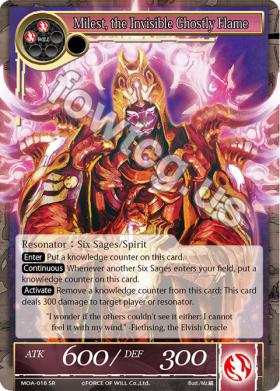 Milest, the Invisible Ghostly Flame
WILL
flowtcg.us
Resonator : Six Sages/Spirit
Enter Put a knowledge counter on this card.
Continuous Whenever another Six Sages enters your field, put a
knowledge counter on this card.
Activate Remove a knowledge counter from this card: This card
deals 300 damage to target player or resonator.
"I wonder if the others couldn't see it either: I cannot
feel it with my wind." -Fiethsing, the Elvish Oracle
ATK 600/ DEF 300
MOA-018 SR ©FORCE OF WILL Co.,Ltd.